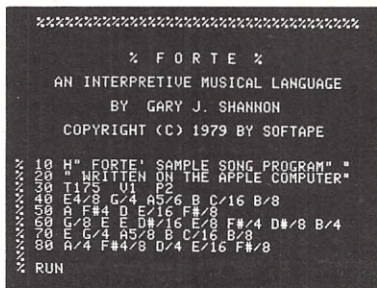 %%%%%%%%%%%%%%%%%%%%%%%%%%%%%%%%
% F O R T E %
AN INTERPRETIVE MUSICAL LANGUAGE
BY GARY J. SHANNON
COPYRIGHT (C) 1979 BY SOFTAPE
% 10 H" FORTE' SAMPLE SONG PROGRAM" "
% 20 " WRITTEN ON THE APPLE COMPUTER"
% 30 T175 V1 P2
% 40 E4/8 G/4 A5/6 B C/16 B/8
% 50 A F#4 D E/16 F#/8
% 60 G/8 E E D#/16 E/8 F#/4 D#/8 B/4
% 70 E G/4 A5/8 B C/16 B/8
% 80 A/4 F#4/8 D/4 E/16 F#/8
%
% RUN